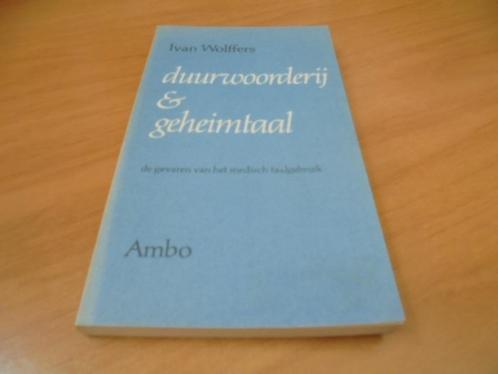 Ivan Wolffers
duurwoorderij
&
geheimtaal
de gevaren van het medisch taalgebruik
Ambo